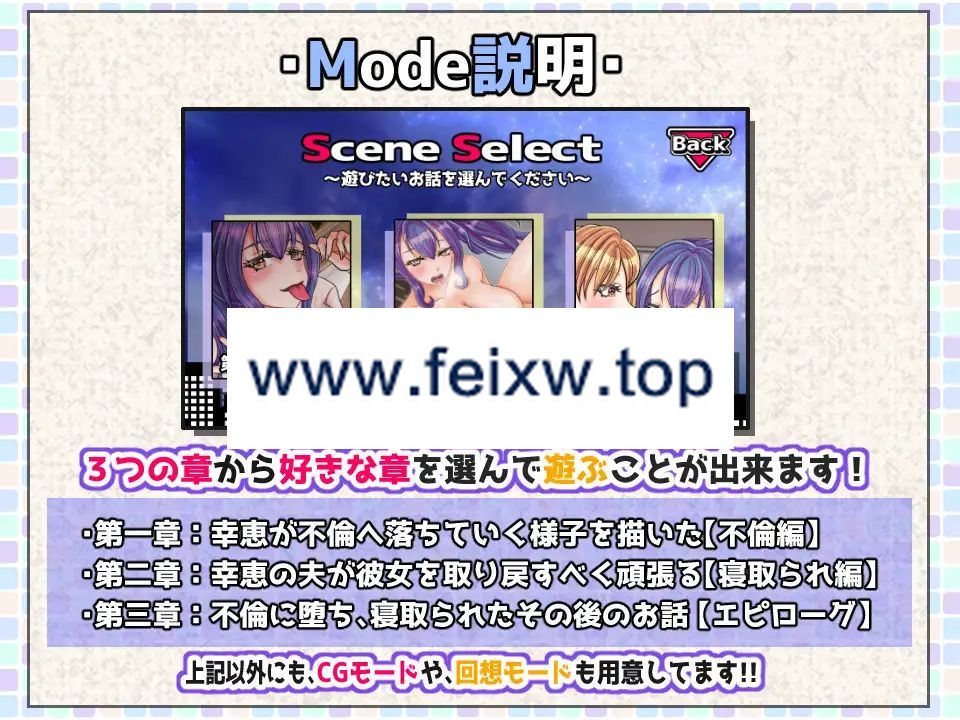 ・Mode説明・
Scene Select
Back
～遊びたいお話を選んでください～
www.feixw.top
3つの章から好きな章を選んで遊ぶことが出来ます！
・第一章：幸恵が不倫へ落ちていく様子を描いた【不倫編】
・第二章：幸恵の夫が彼女を取り戻すべく頑張る【寝取られ編】
・第三章：不倫に堕ち、寝取られたその後のお話【エピローグ】
上記以外にも、CGモードや、回想モードも用意してます!!